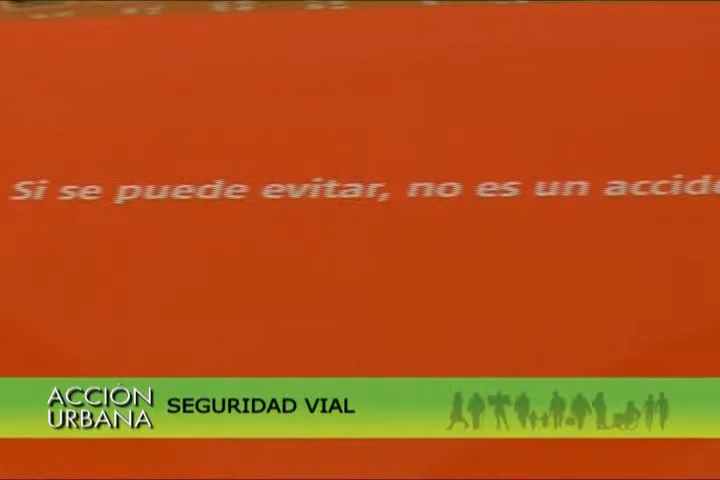 Si se puede evitar, no es un accide
ACCIÓN
URBANA
SEGURIDAD VIAL